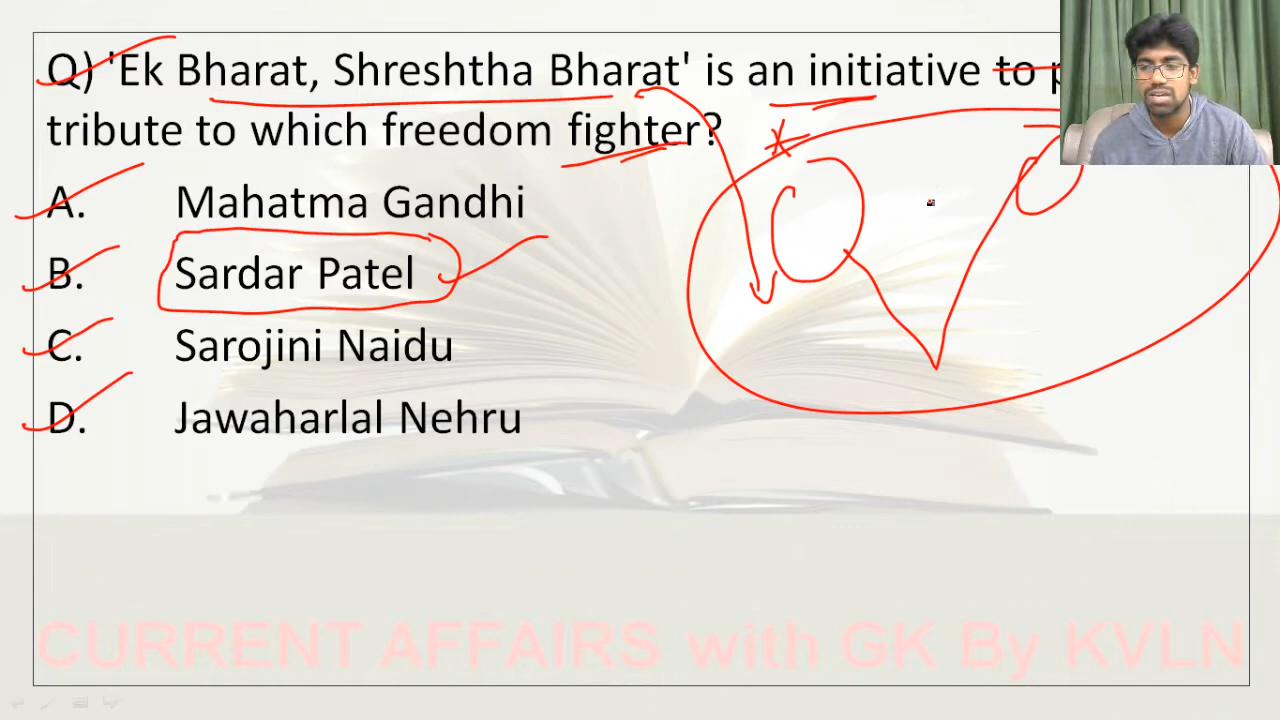 Q) 'Ek Bharat, Shreshtha Bharat' is an initiative to
tribute to which freedom fighter?
A. Mahatma Gandhi
B. Sardar Patel
C. Sarojini Naidu
D. Jawaharlal Nehru
CURRENT AFFAIRS with GK By KVLN